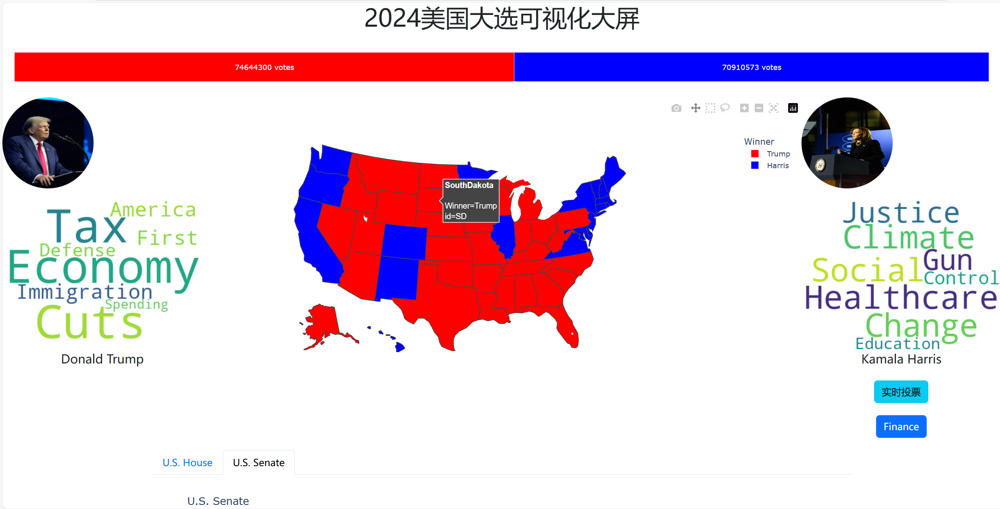 2024美国大选可视化大屏
74644300 votes
70910573 votes
Winner
Trump
Harris
SouthDakota
Winner=Trump
id=SD
America
Tax
First
Defense
Economy
Immigration
Spending
Cuts
Donald Trump
Justice
Climate
Gun
Social
Control
Healthcare
Change
Education
Kamala Harris
实时投票
Finance
U.S. House
U.S. Senate
U.S. Senate